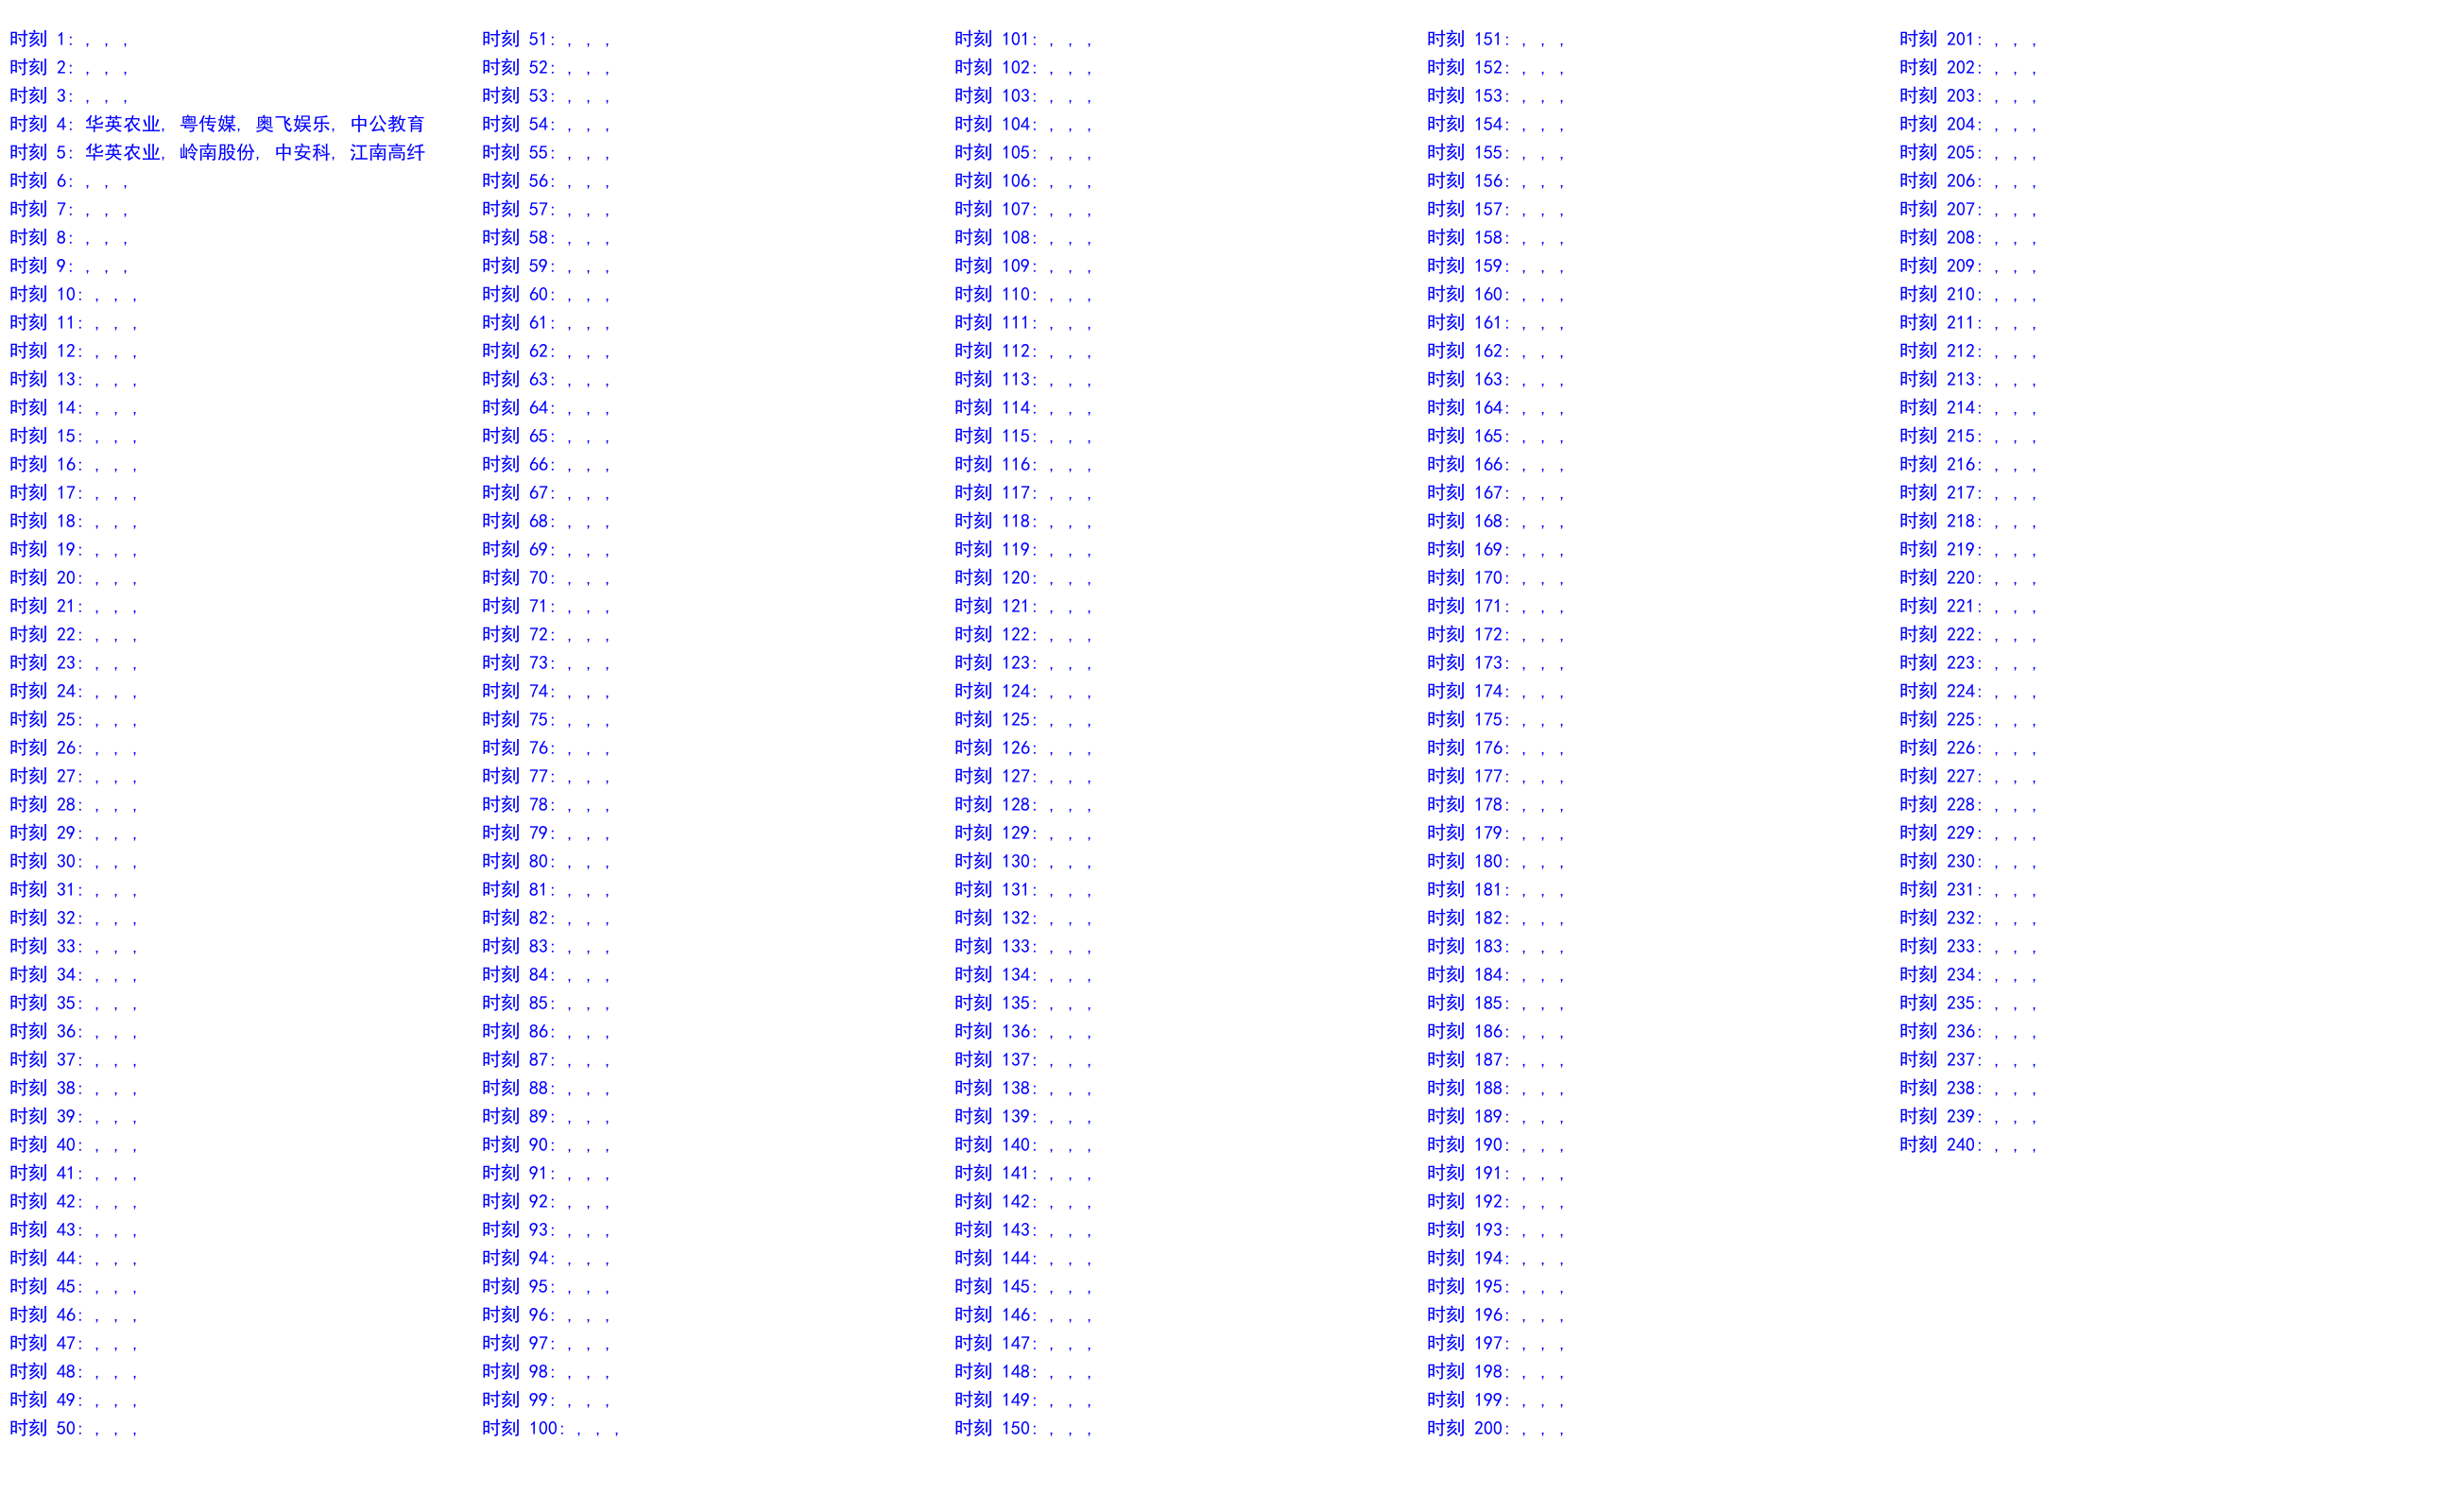 时刻 1: , , ,
时刻 2: , , ,
时刻 3: , , ,
时刻 4: 华英农业, 粤传媒, 奥飞娱乐, 中公教育
时刻 5: 华英农业, 岭南股份, 中安科, 江南高纤
时刻 6: , , ,
时刻 7: , , ,
时刻 8: , , ,
时刻 9: , , ,
时刻 10: , , ,
时刻 11: , , ,
时刻 12: , , ,
时刻 13: , , ,
时刻 14: , , ,
时刻 15: , , ,
时刻 16: , , ,
时刻 17: , , ,
时刻 18: , , ,
时刻 19: , , ,
时刻 20: , , ,
时刻 21: , , ,
时刻 22: , , ,
时刻 23: , , ,
时刻 24: , , ,
时刻 25: , , ,
时刻 26: , , ,
时刻 27: , , ,
时刻 28: , , ,
时刻 29: , , ,
时刻 30: , , ,
时刻 31: , , ,
时刻 32: , , ,
时刻 33: , , ,
时刻 34: , , ,
时刻 35: , , ,
时刻 36: , , ,
时刻 37: , , ,
时刻 38: , , ,
时刻 39: , , ,
时刻 40: , , ,
时刻 41: , , ,
时刻 42: , , ,
时刻 43: , , ,
时刻 44: , , ,
时刻 45: , , ,
时刻 46: , , ,
时刻 47: , , ,
时刻 48: , , ,
时刻 49: , , ,
时刻 50: , , ,
时刻 51: , , ,
时刻 52: , , ,
时刻 53: , , ,
时刻 54: , , ,
时刻 55: , , ,
时刻 56: , , ,
时刻 57: , , ,
时刻 58: , , ,
时刻 59: , , ,
时刻 60: , , ,
时刻 61: , , ,
时刻 62: , , ,
时刻 63: , , ,
时刻 64: , , ,
时刻 65: , , ,
时刻 66: , , ,
时刻 67: , , ,
时刻 68: , , ,
时刻 69: , , ,
时刻 70: , , ,
时刻 71: , , ,
时刻 72: , , ,
时刻 73: , , ,
时刻 74: , , ,
时刻 75: , , ,
时刻 76: , , ,
时刻 77: , , ,
时刻 78: , , ,
时刻 79: , , ,
时刻 80: , , ,
时刻 81: , , ,
时刻 82: , , ,
时刻 83: , , ,
时刻 84: , , ,
时刻 85: , , ,
时刻 86: , , ,
时刻 87: , , ,
时刻 88: , , ,
时刻 89: , , ,
时刻 90: , , ,
时刻 91: , , ,
时刻 92: , , ,
时刻 93: , , ,
时刻 94: , , ,
时刻 95: , , ,
时刻 96: , , ,
时刻 97: , , ,
时刻 98: , , ,
时刻 99: , , ,
时刻 100: , , ,
时刻 101: , , ,
时刻 102: , , ,
时刻 103: , , ,
时刻 104: , , ,
时刻 105: , , ,
时刻 106: , , ,
时刻 107: , , ,
时刻 108: , , ,
时刻 109: , , ,
时刻 110: , , ,
时刻 111: , , ,
时刻 112: , , ,
时刻 113: , , ,
时刻 114: , , ,
时刻 115: , , ,
时刻 116: , , ,
时刻 117: , , ,
时刻 118: , , ,
时刻 119: , , ,
时刻 120: , , ,
时刻 121: , , ,
时刻 122: , , ,
时刻 123: , , ,
时刻 124: , , ,
时刻 125: , , ,
时刻 126: , , ,
时刻 127: , , ,
时刻 128: , , ,
时刻 129: , , ,
时刻 130: , , ,
时刻 131: , , ,
时刻 132: , , ,
时刻 133: , , ,
时刻 134: , , ,
时刻 135: , , ,
时刻 136: , , ,
时刻 137: , , ,
时刻 138: , , ,
时刻 139: , , ,
时刻 140: , , ,
时刻 141: , , ,
时刻 142: , , ,
时刻 143: , , ,
时刻 144: , , ,
时刻 145: , , ,
时刻 146: , , ,
时刻 147: , , ,
时刻 148: , , ,
时刻 149: , , ,
时刻 150: , , ,
时刻 151: , , ,
时刻 152: , , ,
时刻 153: , , ,
时刻 154: , , ,
时刻 155: , , ,
时刻 156: , , ,
时刻 157: , , ,
时刻 158: , , ,
时刻 159: , , ,
时刻 160: , , ,
时刻 161: , , ,
时刻 162: , , ,
时刻 163: , , ,
时刻 164: , , ,
时刻 165: , , ,
时刻 166: , , ,
时刻 167: , , ,
时刻 168: , , ,
时刻 169: , , ,
时刻 170: , , ,
时刻 171: , , ,
时刻 172: , , ,
时刻 173: , , ,
时刻 174: , , ,
时刻 175: , , ,
时刻 176: , , ,
时刻 177: , , ,
时刻 178: , , ,
时刻 179: , , ,
时刻 180: , , ,
时刻 181: , , ,
时刻 182: , , ,
时刻 183: , , ,
时刻 184: , , ,
时刻 185: , , ,
时刻 186: , , ,
时刻 187: , , ,
时刻 188: , , ,
时刻 189: , , ,
时刻 190: , , ,
时刻 191: , , ,
时刻 192: , , ,
时刻 193: , , ,
时刻 194: , , ,
时刻 195: , , ,
时刻 196: , , ,
时刻 197: , , ,
时刻 198: , , ,
时刻 199: , , ,
时刻 200: , , ,
时刻 201: , , ,
时刻 202: , , ,
时刻 203: , , ,
时刻 204: , , ,
时刻 205: , , ,
时刻 206: , , ,
时刻 207: , , ,
时刻 208: , , ,
时刻 209: , , ,
时刻 210: , , ,
时刻 211: , , ,
时刻 212: , , ,
时刻 213: , , ,
时刻 214: , , ,
时刻 215: , , ,
时刻 216: , , ,
时刻 217: , , ,
时刻 218: , , ,
时刻 219: , , ,
时刻 220: , , ,
时刻 221: , , ,
时刻 222: , , ,
时刻 223: , , ,
时刻 224: , , ,
时刻 225: , , ,
时刻 226: , , ,
时刻 227: , , ,
时刻 228: , , ,
时刻 229: , , ,
时刻 230: , , ,
时刻 231: , , ,
时刻 232: , , ,
时刻 233: , , ,
时刻 234: , , ,
时刻 235: , , ,
时刻 236: , , ,
时刻 237: , , ,
时刻 238: , , ,
时刻 239: , , ,
时刻 240: , , ,